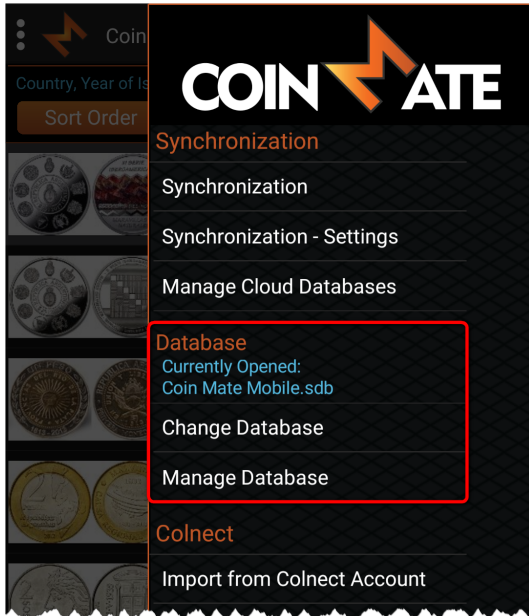 Coin
Country, Year of Is
Sort Order
COIN MATE
Synchronization
Synchronization
Synchronization - Settings
Manage Cloud Databases
Database
Currently Opened:
Coin Mate Mobile.sdb
Change Database
Manage Database
Colnect
Import from Colnect Account